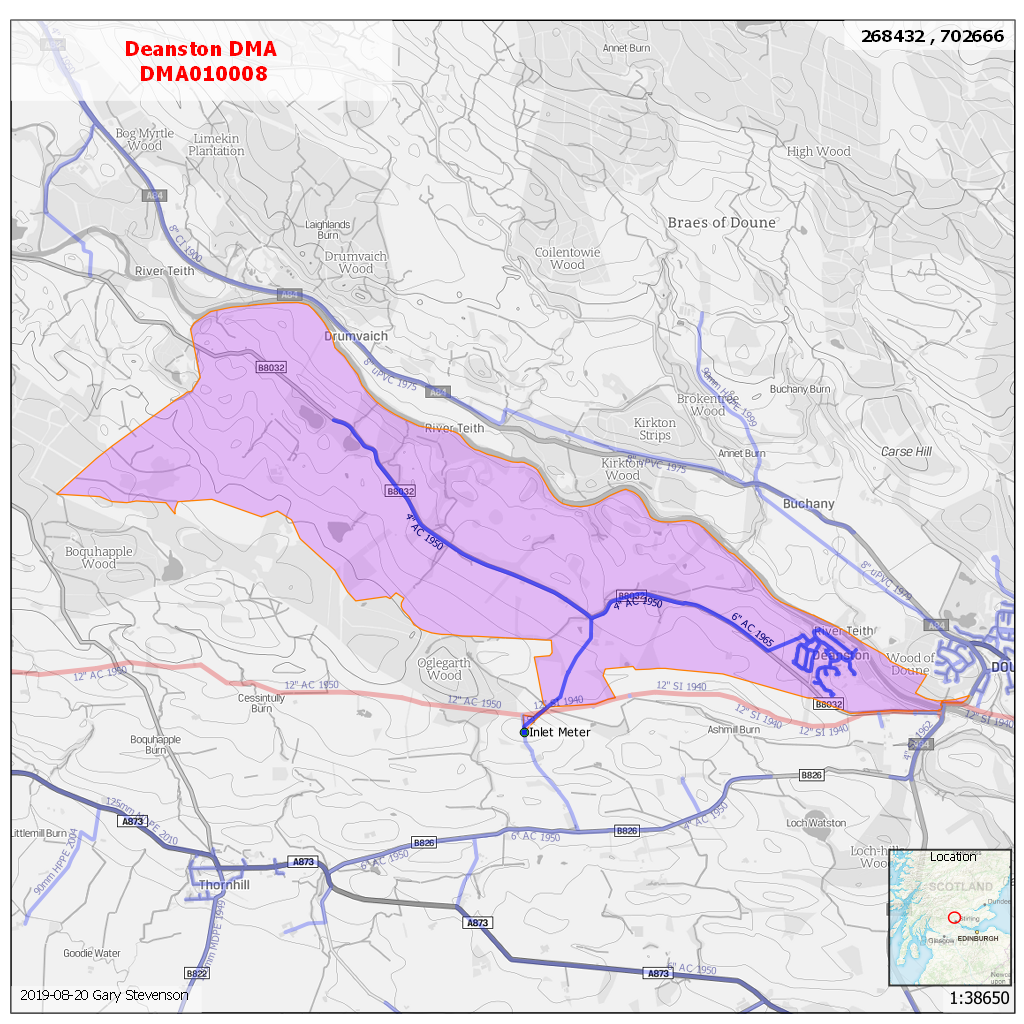 Deanston DMA
DMA010008
268432 , 702666
Annet Burn
Bog Myrtle
Wood
Limekin
Plantation
High Wood
A84
8" CI 1900
Laighlands
Burn
Braes of Doune
Drumvaich
Wood
Coilentowie
Wood
River Teith
A84
Drumvaich
B8032
8" uPVC 1975
A84
90mm HPPE 1999
Buchany Burn
Brokentree
Wood
River Teith
Kirkton
Strips
Annet Burn
Carse Hill
Kirkton
Wood
8" uPVC 1975
B8032
Buchany
4" AC 1950
Boquhapple
Wood
8" uPVC 1979
B8032
4" AC 1950
6" AC 1965
River Teith
A84
Deanston
Wood of
Doune
DOU
Oglegarth
Wood
12" AC 1950
12" AC 1950
12" AC 1950
12" SI 1940
12" SI 1940
12" SI 1940
12" SI 1940
12" SI 1940
B8032
Cessintully
Burn
Inlet Meter
Ashmill Burn
Boquhapple
Burn
4" AC 1962
A84
B826
125mm HDPE 2010
A873
Littlemill Burn
90mm HPPE 2004
B826
6" AC 1950
B826
4" AC 1950
Loch Watston
6" AC 1950
A873
Thornhill
Loch-hills
Wood
A873
mm MDPE 1949
Goodie Water
B822
6" AC 1950
A873
Location
SCOTLAND
Dundee
Stirling
Glasgow
EDINBURGH
Newca
upon
2019-08-20 Gary Stevenson
1:38650